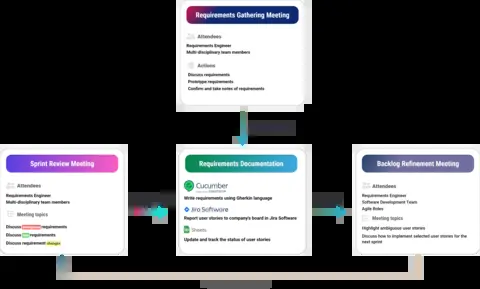 Requirements Gathering Meeting
Attendees
Requirements Engineer
Multi-disciplinary team members
Actions
Discuss requirements
Prototype requirements
Confirm and take notes of requirements
Sprint Review Meeting
Attendees
Requirements Engineer
Multi-disciplinary team members
Meeting topics
Discuss requirements
Discuss requirements
Discuss requirement changes
Requirements Documentation
Cucumber
Write requirements using Gherkin language
Jira Software
Report user stories to company's board in Jira Software
Sheets
Update and track the status of user stories
Backlog Refinement Meeting
Attendees
Requirements Engineer
Software Development Team
Agile Roles
Meeting topics
Highlight ambiguous user stories
Discuss how to implement selected user stories for the
next sprint